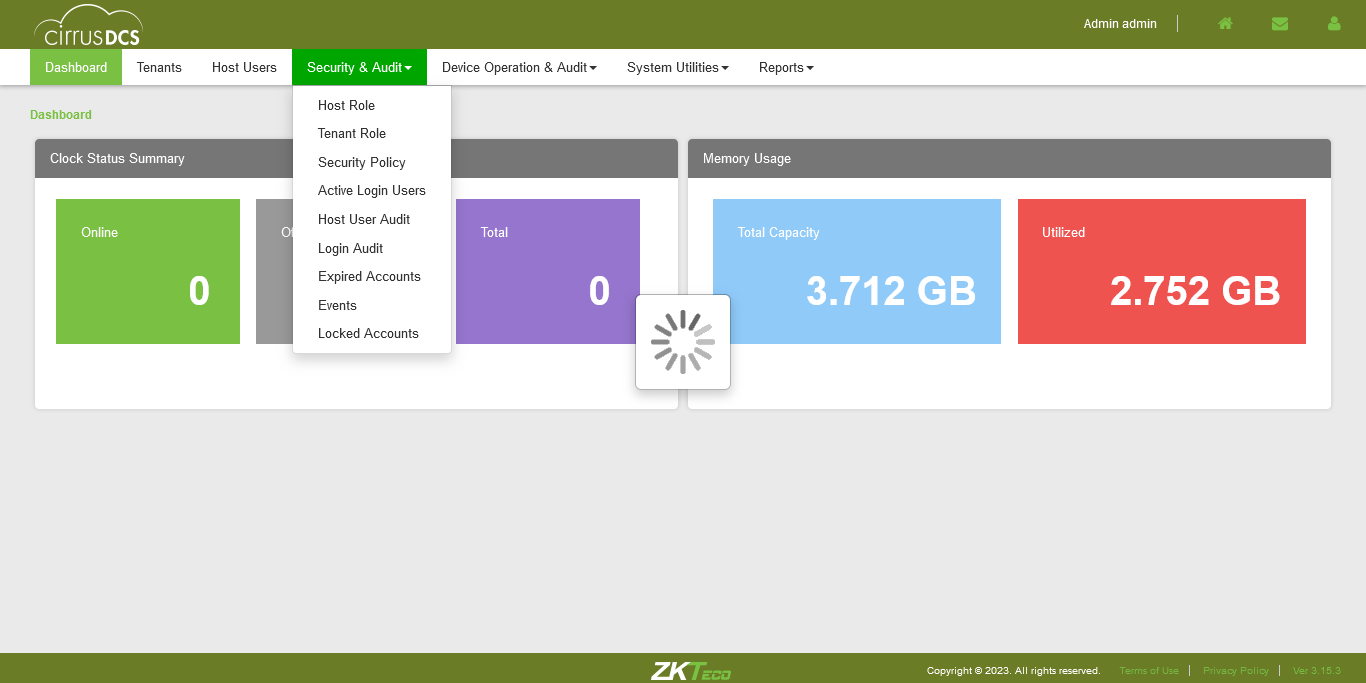 cirrusDCS
Admin admin
Dashboard Tenants Host Users Security & Audit Device Operation & Audit System Utilities Reports
Host Role
Tenant Role
Security Policy
Active Login Users
Host User Audit
Login Audit
Expired Accounts
Events
Locked Accounts
Dashboard
Clock Status Summary
Online
0
Total
0
Memory Usage
Total Capacity
3.712 GB
Utilized
2.752 GB
ZKTeco
Copyright © 2023. All rights reserved. Terms of Use Privacy Policy Ver 3.15.3